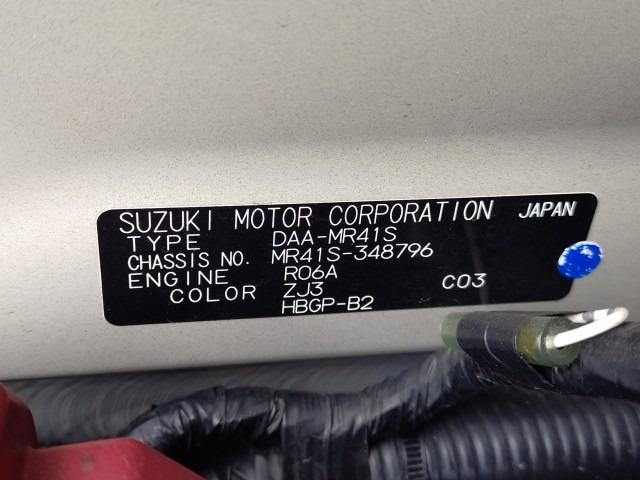 SUZUKI MOTOR CORPORATION JAPAN
TYPE DAA-MR41S
CHASSIS NO. MR41S-348796
ENGINE R06A
COLOR ZJ3 C03
HBGP-B2